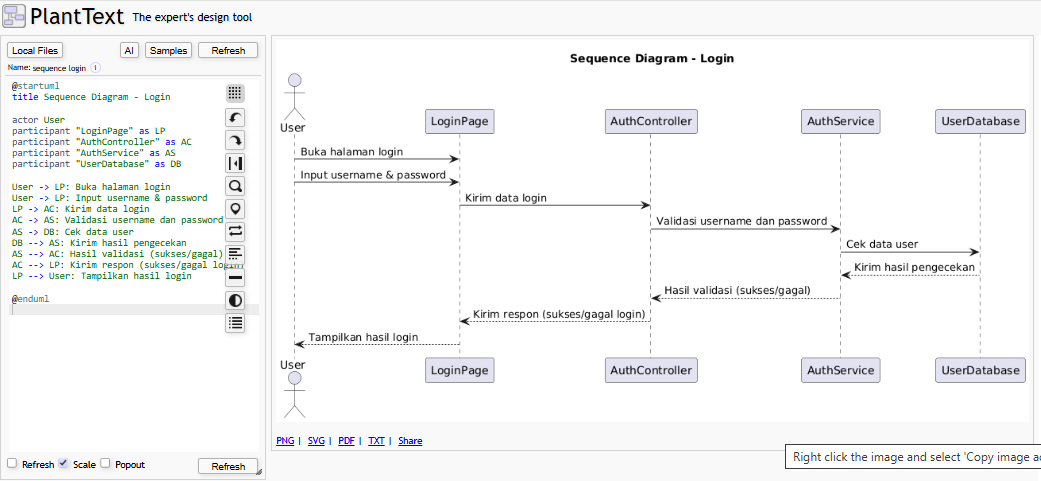 PlantText The expert's design tool
Local Files AI Samples Refresh
Name: sequence login i
@startuml
title Sequence Diagram - Login
actor User
participant "LoginPage" as LP
participant "AuthController" as AC
participant "AuthService" as AS
participant "UserDatabase" as DB
User -> LP: Buka halaman login
User -> LP: Input username & password
LP -> AC: Kirim data login
AC -> AS: Validasi username dan password
AS -> DB: Cek data user
DB --> AS: Kirim hasil pengecekan
AS --> AC: Hasil validasi (sukses/gagal)
AC --> LP: Kirim respon (sukses/gagal login)
LP --> User: Tampilkan hasil login
@enduml
Refresh Scale Popout Refresh
Sequence Diagram - Login
User LoginPage AuthController AuthService UserDatabase
Buka halaman login
Input username & password
Kirim data login
Validasi username dan password
Cek data user
Kirim hasil pengecekan
Hasil validasi (sukses/gagal)
Kirim respon (sukses/gagal login)
Tampilkan hasil login
User LoginPage AuthController AuthService UserDatabase
PNG | SVG | PDF | TXT | Share
Right click the image and select 'Copy image a